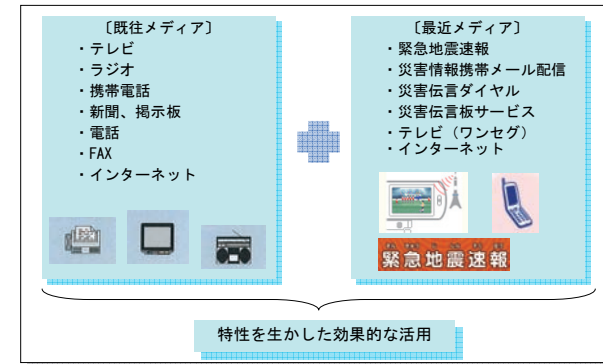 〔既往メディア〕
・テレビ
・ラジオ
・携帯電話
・新聞、掲示板
・電話
・FAX
・インターネット
〔最近メディア〕
・緊急地震速報
・災害情報携帯メール配信
・災害伝言ダイヤル
・災害伝言板サービス
・テレビ（ワンセグ）
・インターネット
緊急地震速報
特性を生かした効果的な活用